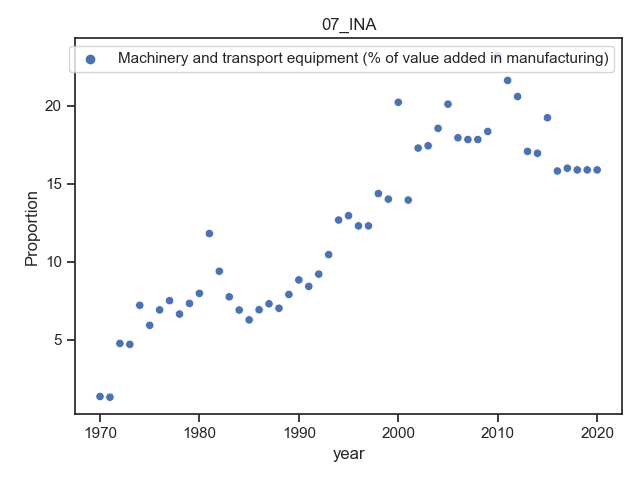 07_INA
Machinery and transport equipment (% of value added in manufacturing)
20
15
10
5
Proportion
1970 1980 1990 2000 2010 2020
year